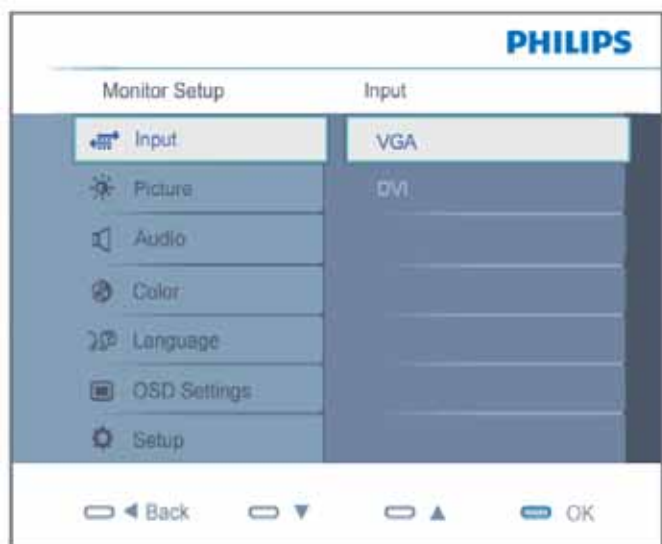 PHILIPS
Monitor Setup
Input
Input
VGA
Picture
DVI
Audio
Color
Language
OSD Settings
Setup
Back
OK